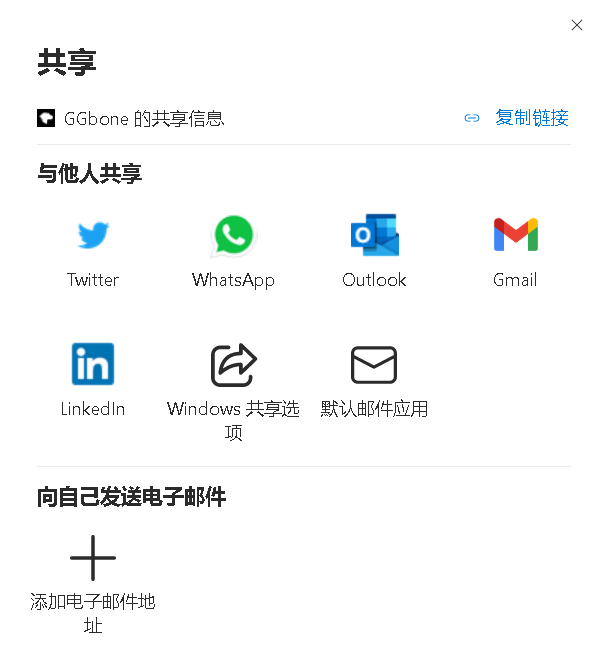 共享
GGbone 的共享信息
复制链接
与他人共享
Twitter
WhatsApp
Outlook
Gmail
LinkedIn
Windows 共享选
项
默认邮件应用
向自己发送电子邮件
添加电子邮件地
址